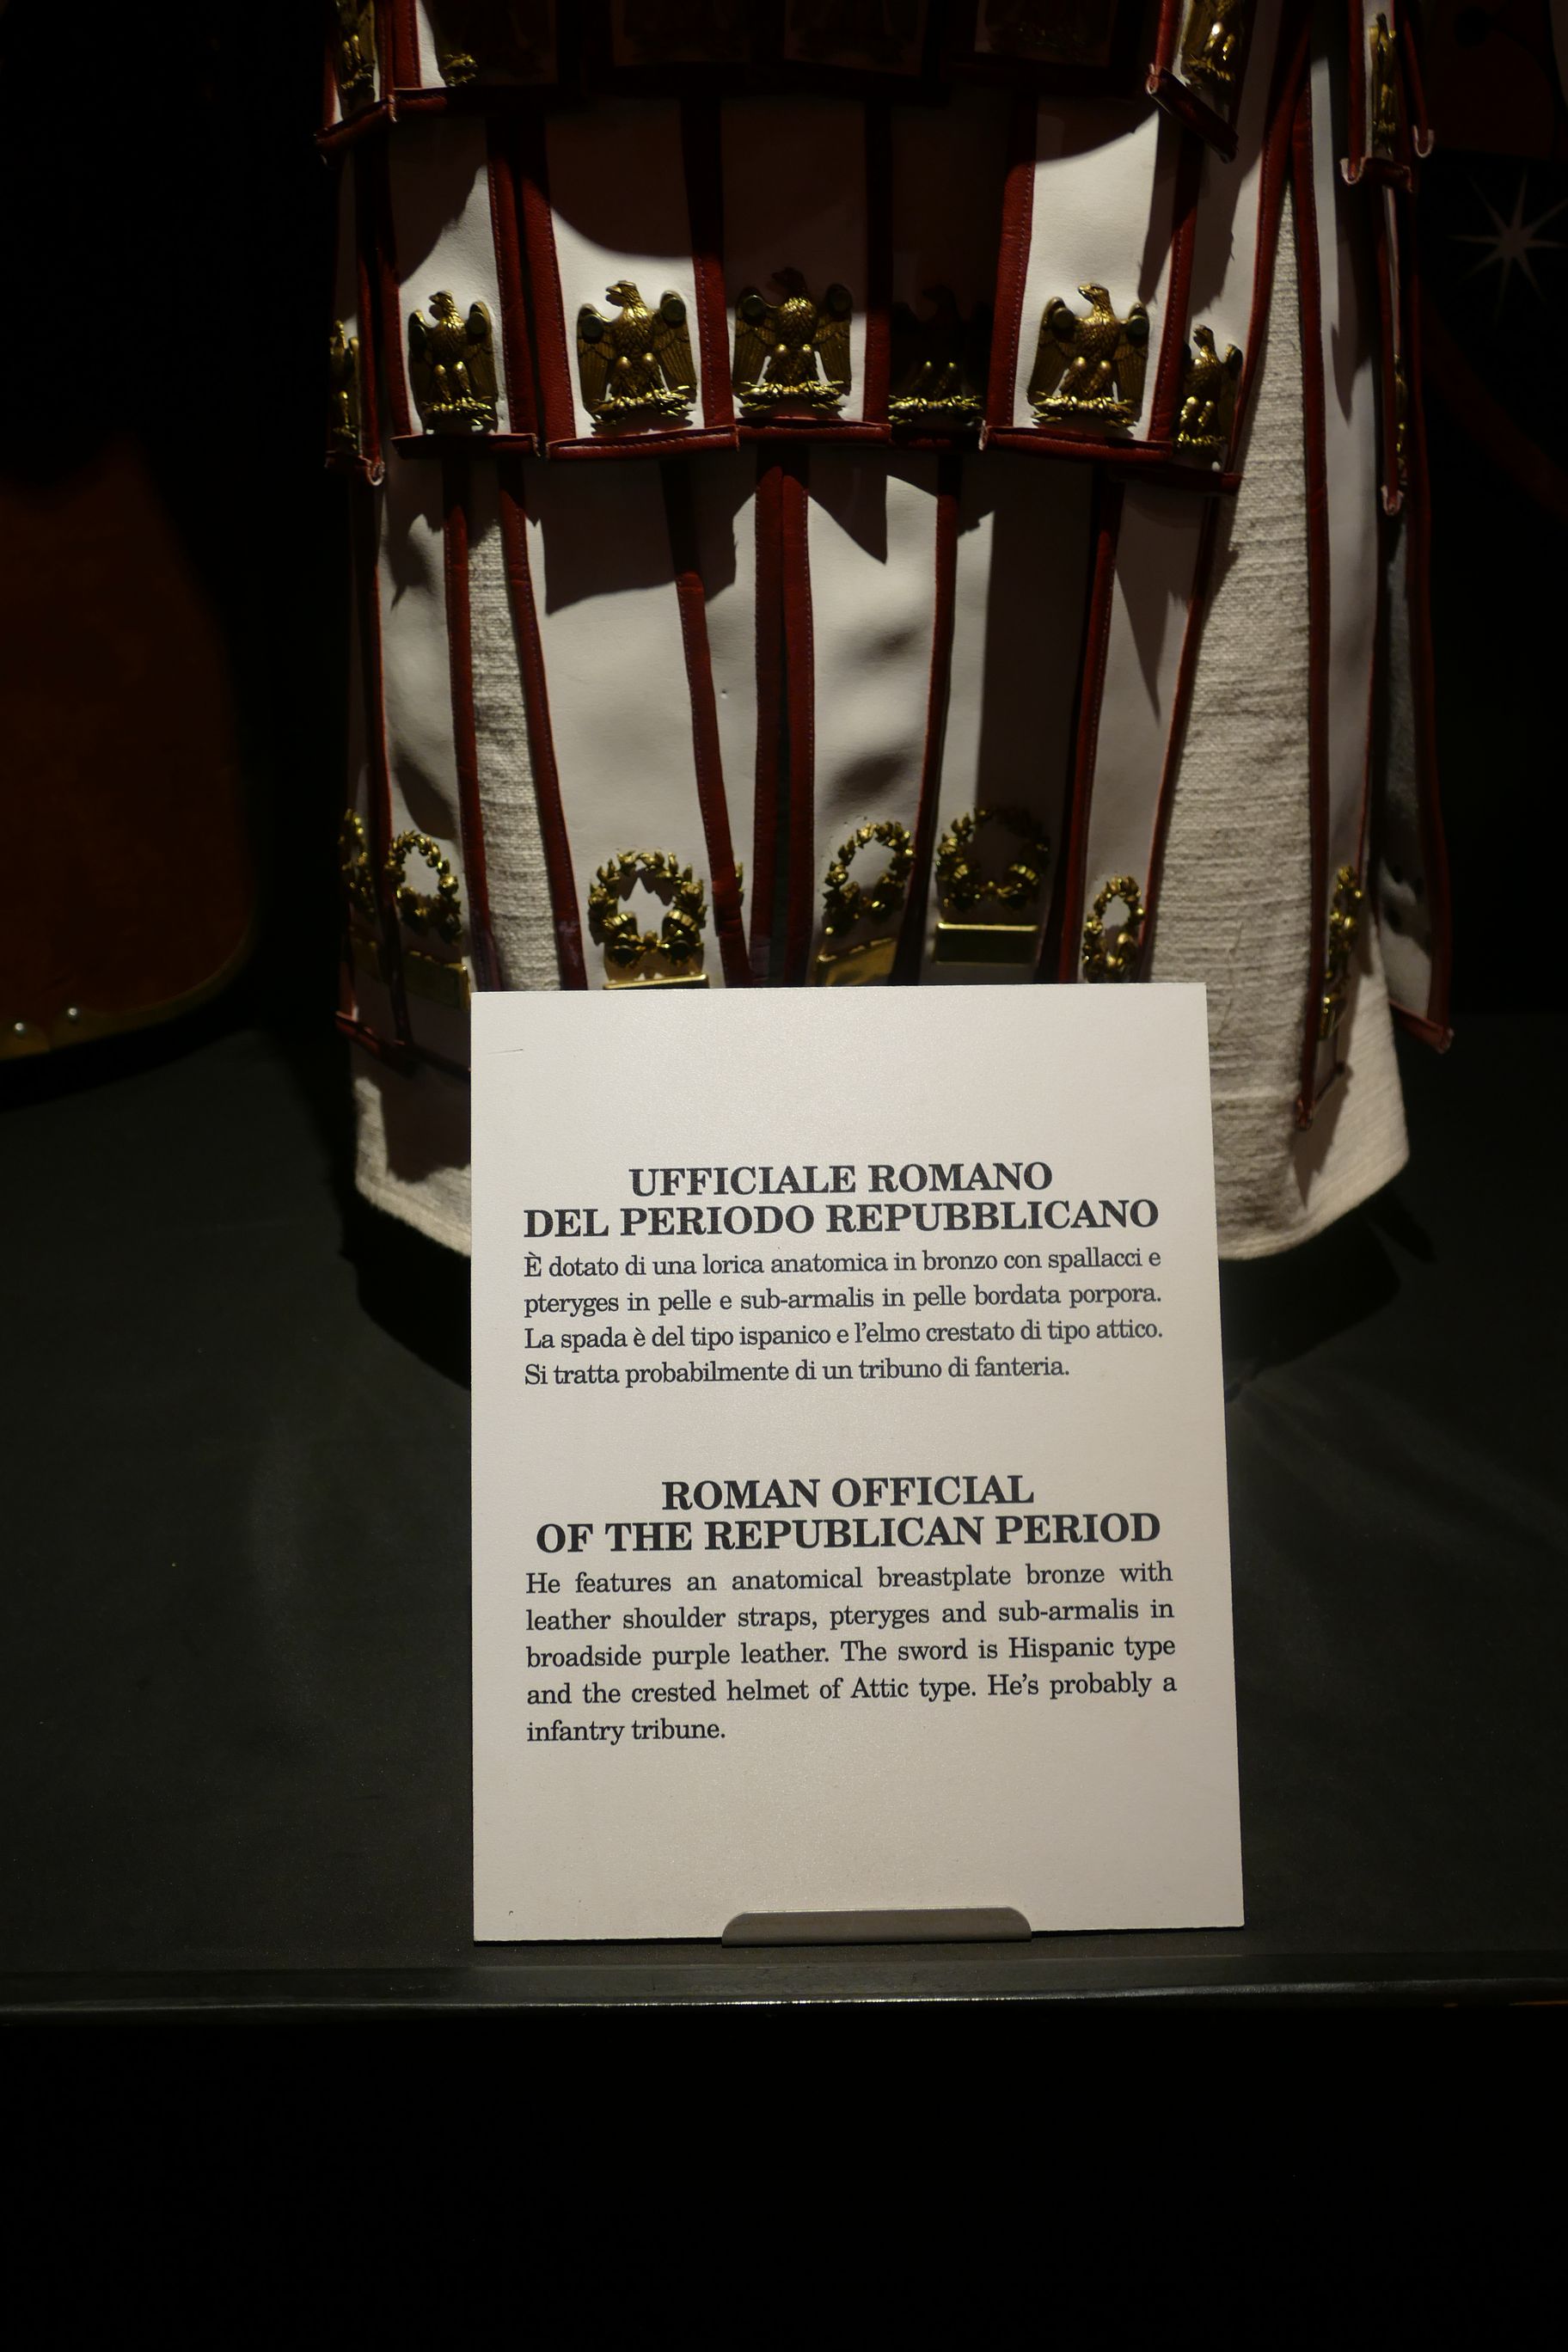 UFFICIALE ROMANO
DEL PERIODO REPUBBLICANO
È dotato di una lorica anatomica in bronzo con spallacci e
pteryges in pelle e sub-armalis in pelle bordata porpora.
La spada è del tipo ispanico e l'elmo crestato di tipo attico.
Si tratta probabilmente di un tribuno di fanteria.
ROMAN OFFICIAL
OF THE REPUBLICAN PERIOD
He features an anatomical breastplate bronze with
leather shoulder straps, pteryges and sub-armalis in
broadside purple leather. The sword is Hispanic type
and the crested helmet of Attic type. He's probably a
infantry tribune.